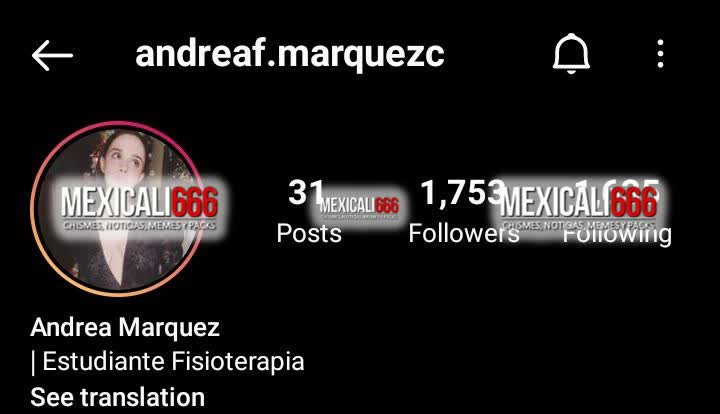 andreaf.marquezc
31 1,753
MEXICALI666 MEXICALI666 MEXICALI666
CHISMES, NOTICIAS, MEMES Y PACKS CHISMES, NOTICIAS, MEMES Y PACKS CHISMES, NOTICIAS, MEMES Y PACKS
Posts Followers Following
Andrea Marquez
| Estudiante Fisioterapia
See translation